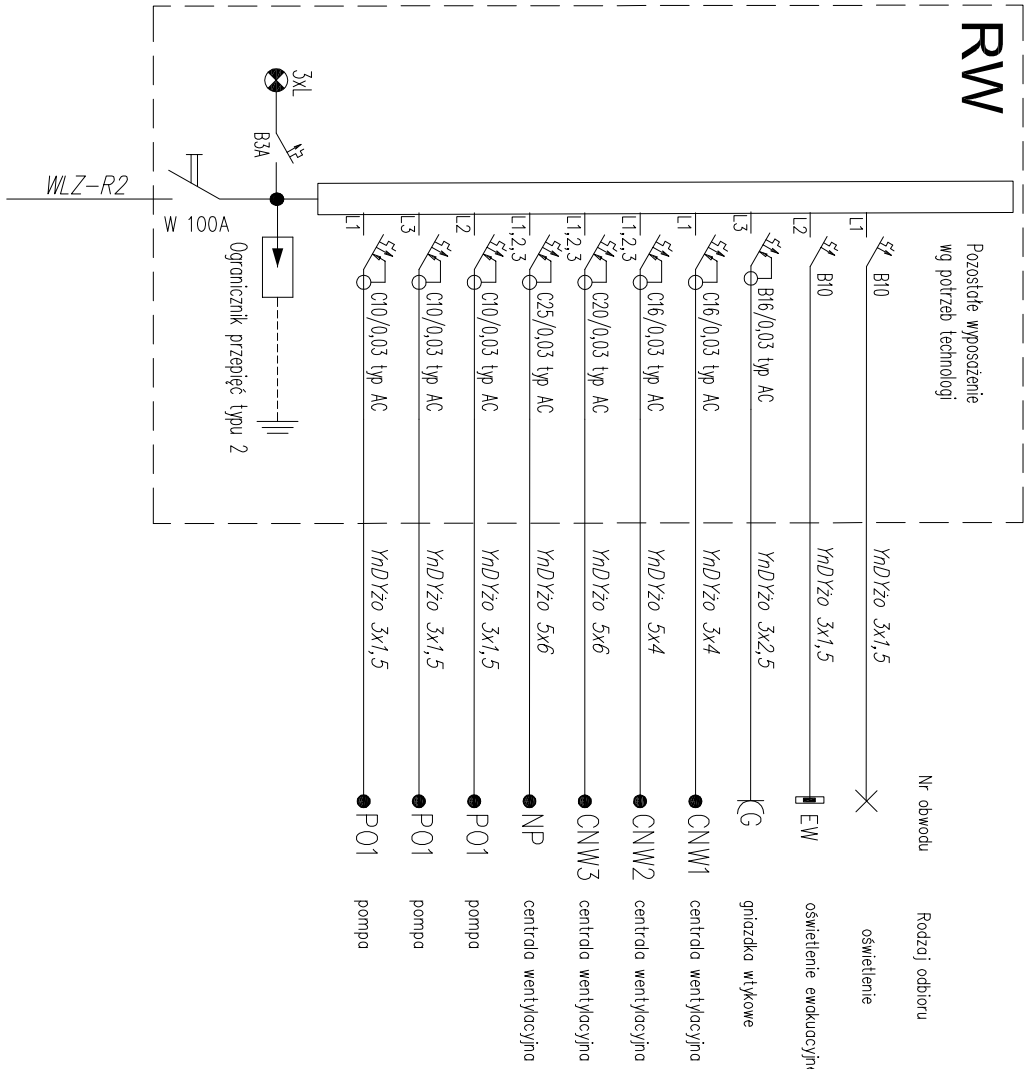 RW
Pozostałe wyposażenie
wg potrzeb technologi
Nr obwodu
Rodzaj odbioru
3xL
B3A
WLZ-R2
W 100A
Ogranicznik przepięć typu 2
L1
B10
YnDYżo 3x1,5
oświetlenie
L2
B10
YnDYżo 3x1,5
EW
oświetlenie ewakuacyjne
L3
B16/0,03 typ AC
YnDYżo 3x2,5
G
gniazdka wtykowe
L1
C16/0,03 typ AC
YnDYżo 3x4
CNW1
centrala wentylacyjna
L1,2,3
C16/0,03 typ AC
YnDYżo 5x4
CNW2
centrala wentylacyjna
L1,2,3
C20/0,03 typ AC
YnDYżo 5x6
CNW3
centrala wentylacyjna
L1,2,3
C25/0,03 typ AC
YnDYżo 5x6
NP
centrala wentylacyjna
L2
C10/0,03 typ AC
YnDYżo 3x1,5
PO1
pompa
L3
C10/0,03 typ AC
YnDYżo 3x1,5
PO1
pompa
L1
C10/0,03 typ AC
YnDYżo 3x1,5
PO1
pompa